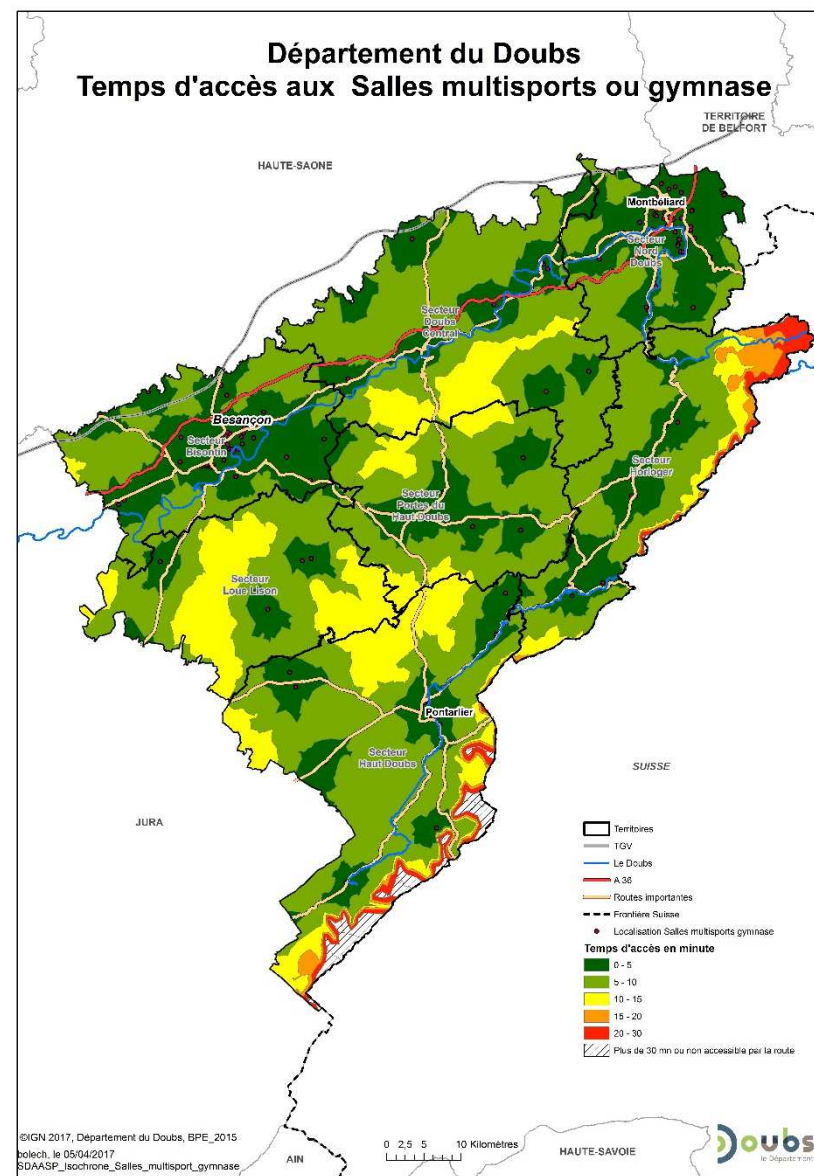 Département du Doubs
Temps d'accès aux Salles multisports ou gymnase
TERRITOIRE
DE BELFORT
HAUTE-SAONE
Montbéliard
Secteur
Nord
Doubs
Secteur
Doubs
Central
Besançon
Secteur
Bisontin
Secteur
Horloger
Secteur
Portes du
Haut Doubs
Secteur
Loue Lison
Pontarlier
Secteur
Haut Doubs
SUISSE
JURA
Territoires
TGV
Le Doubs
A 36
Routes importantes
Frontière Suisse
Localisation Salles multisports gymnase
Temps d'accès en minute
0 - 5
5 - 10
10 - 15
15 - 20
20 - 30
Plus de 30 mn ou non accessible par la route
©IGN 2017, Département du Doubs, BPE_2015
bolech, le 05/04/2017
SDAASP_Isochrone_Salles_multisport_gymnase
AIN
0 2,5 5 10 Kilomètres
HAUTE-SAVOIE
Doubs
le Département